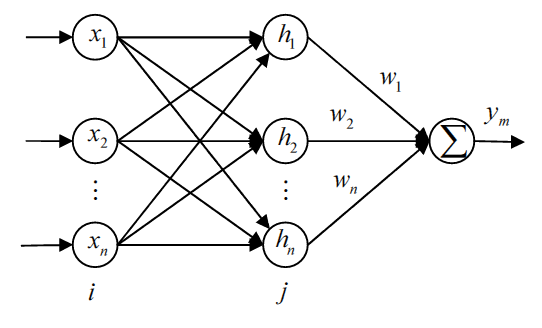 x₁ h₁
w₁
x₂ h₂ w₂ ∑ yₘ
⋮ ⋮
wₙ
xₙ hₙ
i j